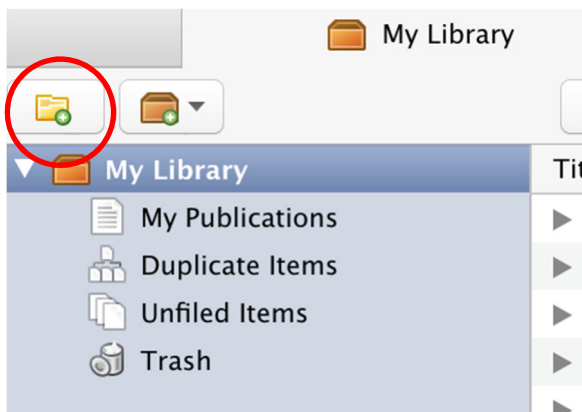 My Library
My Library
Tit
My Publications
Duplicate Items
Unfiled Items
Trash